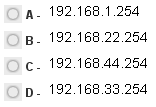 A - 192.168.1.254
B - 192.168.22.254
C - 192.168.44.254
D - 192.168.33.254